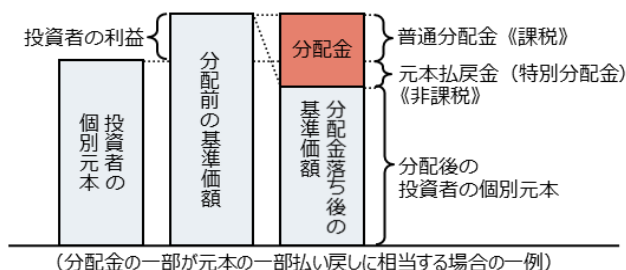 投資者の利益
投資者の
個別元本
分配前の基準価額
分配金
分配金落ち後の
基準価額
普通分配金《課税》
元本払戻金（特別分配金）
《非課税》
分配後の
投資者の個別元本
（分配金の一部が元本の一部払い戻しに相当する場合の一例）